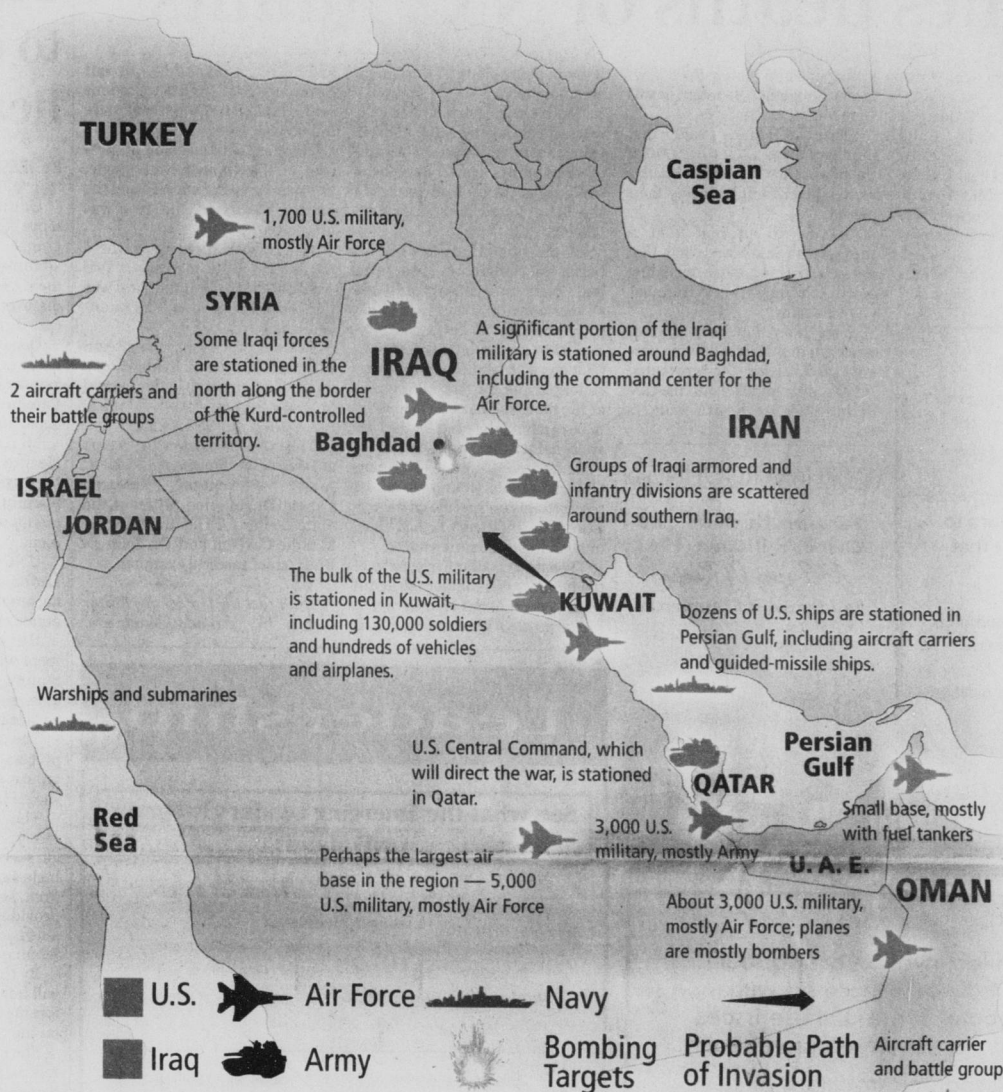 TURKEY
Caspian
Sea
1,700 U.S. military,
mostly Air Force
SYRIA
Some Iraqi forces
are stationed in the
north along the border
of the Kurd-controlled
territory.
IRAQ
A significant portion of the Iraqi
military is stationed around Baghdad,
including the command center for the
Air Force.
2 aircraft carriers and
their battle groups
Baghdad
IRAN
Groups of Iraqi armored and
infantry divisions are scattered
around southern Iraq.
ISRAEL
JORDAN
The bulk of the U.S. military
is stationed in Kuwait,
including 130,000 soldiers
and hundreds of vehicles
and airplanes.
KUWAIT
Dozens of U.S. ships are stationed in
Persian Gulf, including aircraft carriers
and guided-missile ships.
Warships and submarines
U.S. Central Command, which
will direct the war, is stationed
in Qatar.
Persian
Gulf
QATAR
Small base, mostly
with fuel tankers
Red
Sea
3,000 U.S.
military, mostly Army
Perhaps the largest air
base in the region — 5,000
U.S. military, mostly Air Force
U. A. E.
OMAN
About 3,000 U.S. military,
mostly Air Force; planes
are mostly bombers
U.S.
Air Force
Navy
Iraq
Army
Bombing
Targets
Probable Path
of Invasion
Aircraft carrier
and battle group